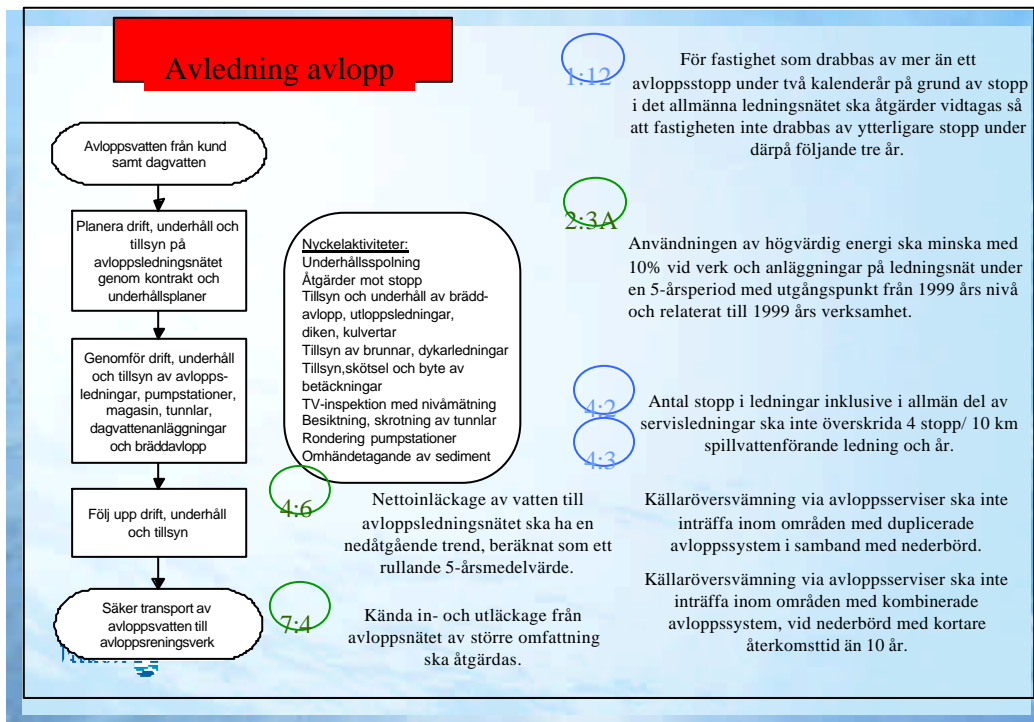 Avledning avlopp
Avloppsvatten från kund
samt dagvatten
Planera drift, underhåll och
tillsyn på
avloppsledningsnätet
genom kontrakt och
underhållsplaner
Genomför drift, underhåll
och tillsyn av avlopps-
ledningar, pumpstationer,
magasin, tunnlar,
dagvattenanläggningar
och bräddavlopp
Följ upp drift, underhåll
och tillsyn
Säker transport av
avloppsvatten till
avloppsreningsverk
Nyckelaktiviteter:
Underhållsspolning
Åtgärder mot stopp
Tillsyn och underhåll av brädd-
avlopp, utloppsledningar,
diken, kulvertar
Tillsyn av brunnar, dykarledningar
Tillsyn,skötsel och byte av
betäckningar
TV-inspektion med nivåmätning
Besiktning, skrotning av tunnlar
Rondering pumpstationer
Omhändetagande av sediment
4:6
Nettoinläckage av vatten till
avloppsledningsnätet ska ha en
nedåtgående trend, beräknat som ett
rullande 5-årsmedelvärde.
7:4
Kända in- och utläckage från
avloppsnätet av större omfattning
ska åtgärdas.
1:12
För fastighet som drabbas av mer än ett
avloppsstopp under två kalenderår på grund av stopp
i det allmänna ledningsnätet ska åtgärder vidtagas så
att fastigheten inte drabbas av ytterligare stopp under
därpå följande tre år.
2:3A
Användningen av högvärdig energi ska minska med
10% vid verk och anläggningar på ledningsnät under
en 5-årsperiod med utgångspunkt från 1999 års nivå
och relaterat till 1999 års verksamhet.
4:2
Antal stopp i ledningar inklusive i allmän del av
servisledningar ska inte överskrida 4 stopp/ 10 km
spillvattenförande ledning och år.
4:3
Källaröversvämning via avloppsserviser ska inte
inträffa inom områden med duplicerade
avloppssystem i samband med nederbörd.
Källaröversvämning via avloppsserviser ska inte
inträffa inom områden med kombinerade
avloppssystem, vid nederbörd med kortare
återkomsttid än 10 år.